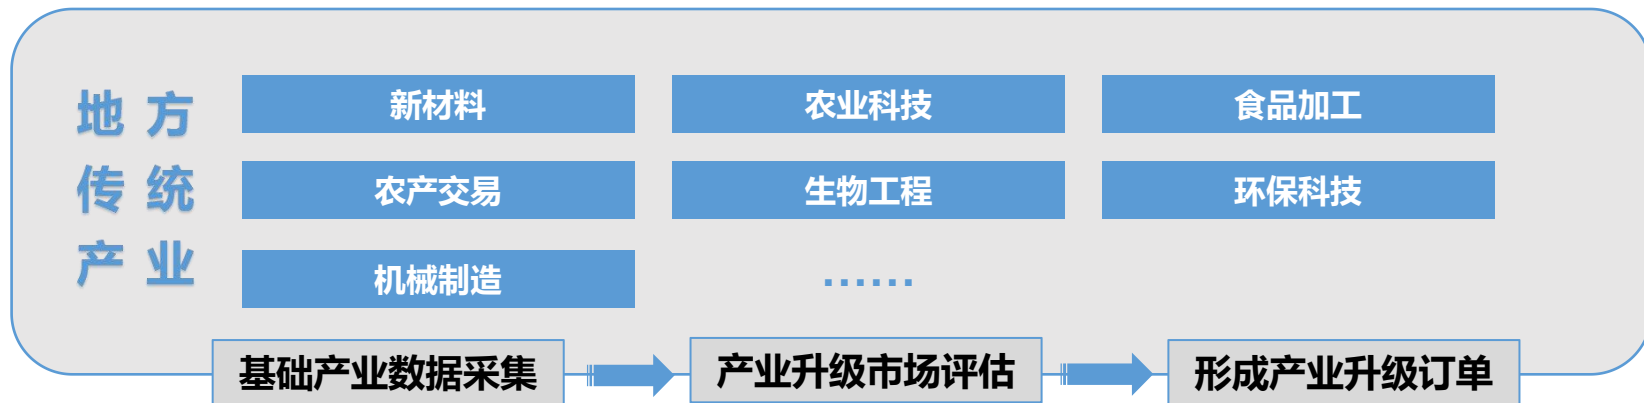 地方
传统
产业
新材料
农业科技
食品加工
农产交易
生物工程
环保科技
机械制造
......
基础产业数据采集
产业升级市场评估
形成产业升级订单